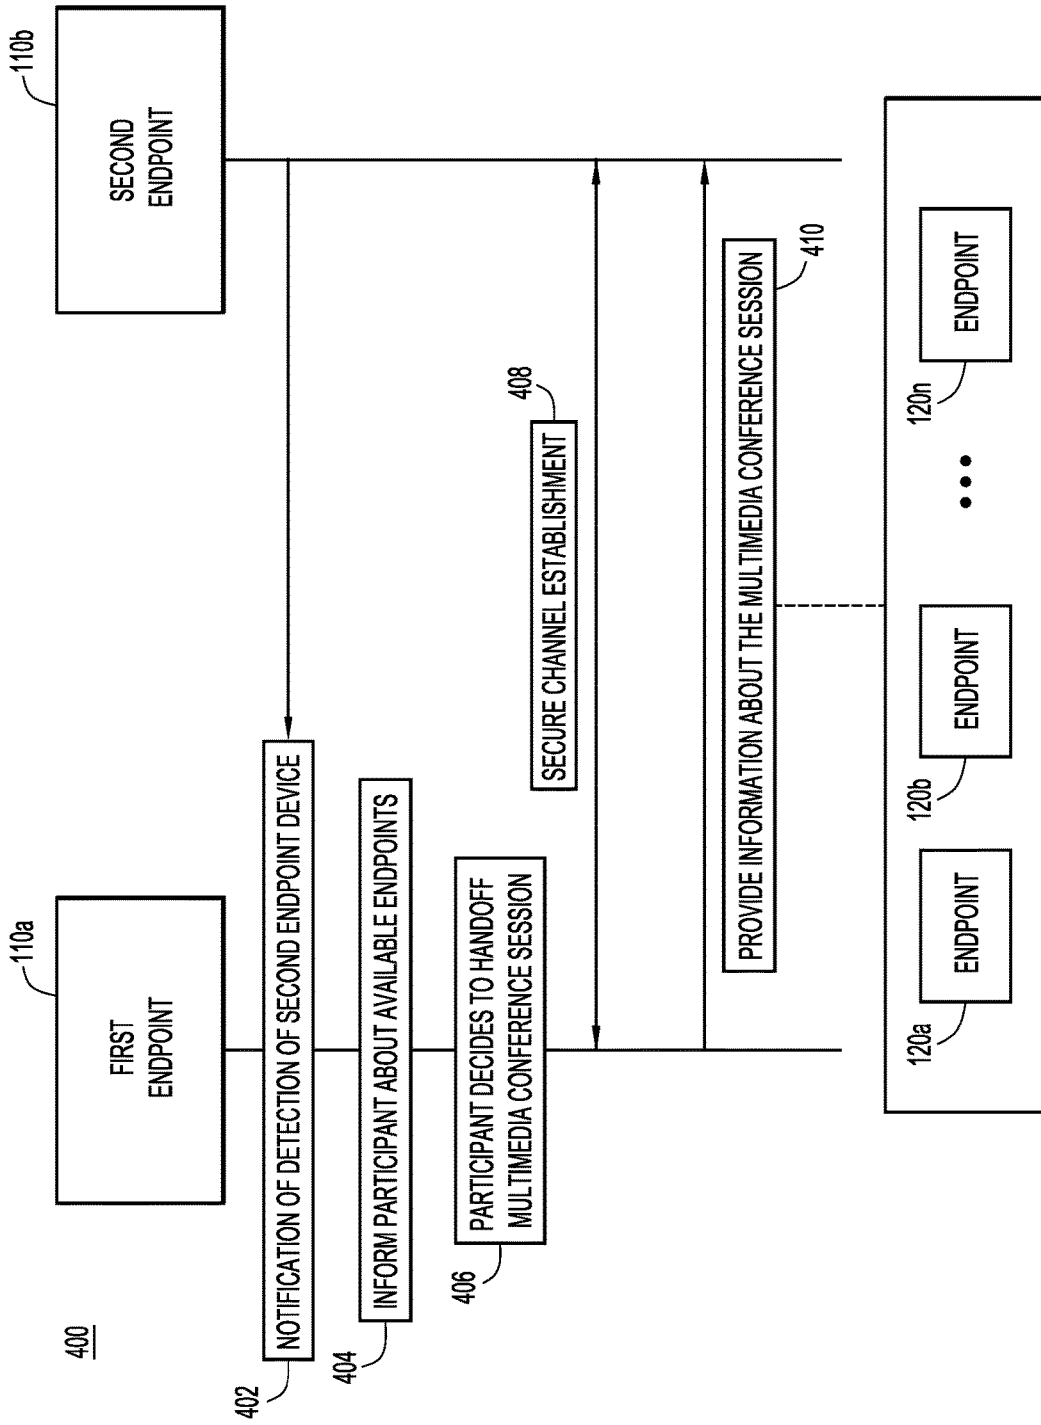 400
110a
FIRST
ENDPOINT
110b
SECOND
ENDPOINT
402
NOTIFICATION OF DETECTION OF SECOND ENDPOINT DEVICE
404
INFORM PARTICIPANT ABOUT AVAILABLE ENDPOINTS
406
PARTICIPANT DECIDES TO HANDOFF
MULTIMEDIA CONFERENCE SESSION
408
SECURE CHANNEL ESTABLISHMENT
410
PROVIDE INFORMATION ABOUT THE MULTIMEDIA CONFERENCE SESSION
120a
ENDPOINT
120b
ENDPOINT
120n
ENDPOINT